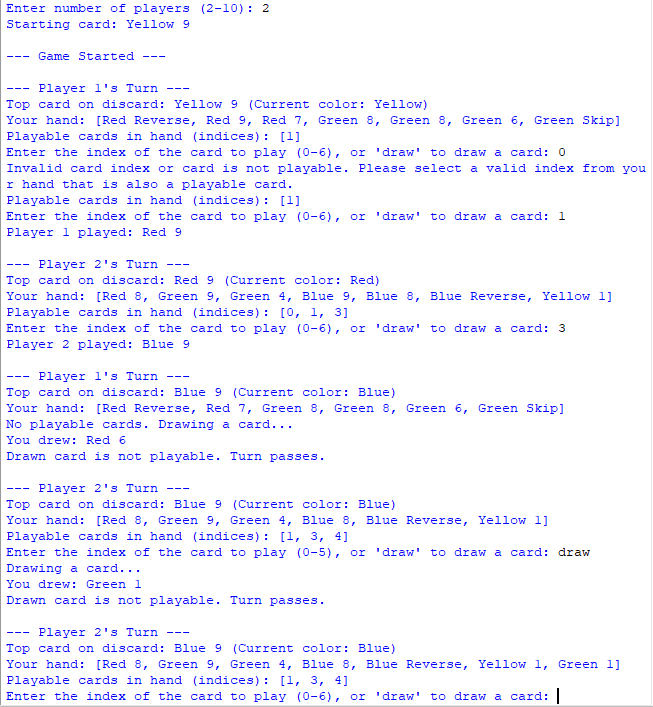 Enter number of players (2-10): 2
Starting card: Yellow 9
--- Game Started ---
--- Player 1's Turn ---
Top card on discard: Yellow 9 (Current color: Yellow)
Your hand: [Red Reverse, Red 9, Red 7, Green 8, Green 8, Green 6, Green Skip]
Playable cards in hand (indices): [1]
Enter the index of the card to play (0-6), or 'draw' to draw a card: 0
Invalid card index or card is not playable. Please select a valid index from you
r hand that is also a playable card.
Playable cards in hand (indices): [1]
Enter the index of the card to play (0-6), or 'draw' to draw a card: 1
Player 1 played: Red 9
--- Player 2's Turn ---
Top card on discard: Red 9 (Current color: Red)
Your hand: [Red 8, Green 9, Green 4, Blue 9, Blue 8, Blue Reverse, Yellow 1]
Playable cards in hand (indices): [0, 1, 3]
Enter the index of the card to play (0-6), or 'draw' to draw a card: 3
Player 2 played: Blue 9
--- Player 1's Turn ---
Top card on discard: Blue 9 (Current color: Blue)
Your hand: [Red Reverse, Red 7, Green 8, Green 8, Green 6, Green Skip]
No playable cards. Drawing a card...
You drew: Red 6
Drawn card is not playable. Turn passes.
--- Player 2's Turn ---
Top card on discard: Blue 9 (Current color: Blue)
Your hand: [Red 8, Green 9, Green 4, Blue 8, Blue Reverse, Yellow 1]
Playable cards in hand (indices): [1, 3, 4]
Enter the index of the card to play (0-5), or 'draw' to draw a card: draw
Drawing a card...
You drew: Green 1
Drawn card is not playable. Turn passes.
--- Player 2's Turn ---
Top card on discard: Blue 9 (Current color: Blue)
Your hand: [Red 8, Green 9, Green 4, Blue 8, Blue Reverse, Yellow 1, Green 1]
Playable cards in hand (indices): [1, 3, 4]
Enter the index of the card to play (0-6), or 'draw' to draw a card: